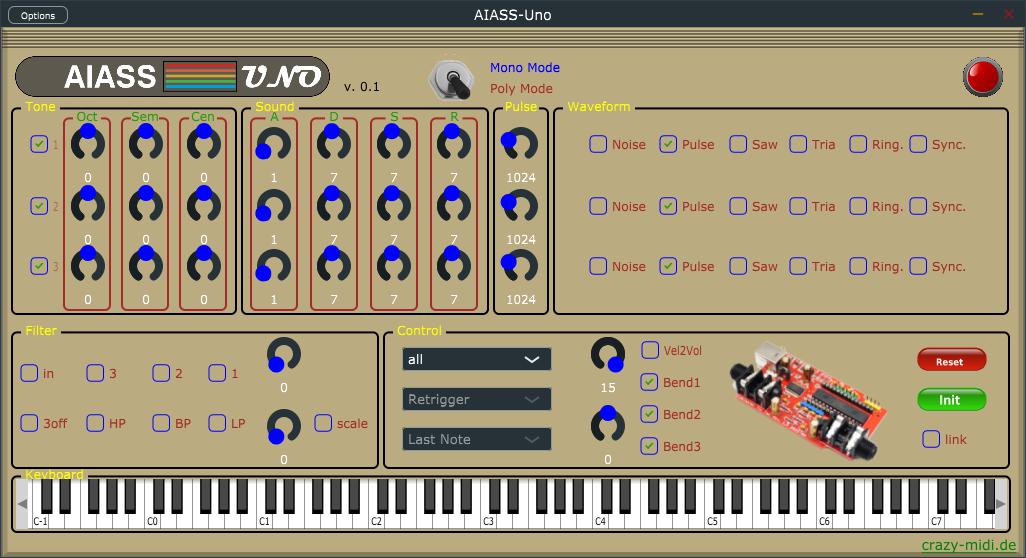 Options
AIASS-Uno
AIASS UNO
v. 0.1
Mono Mode
Poly Mode
Tone
Sound
Pulse
Waveform
Oct Sem Cen A D S R
1
0 0 0 1 7 7 7 1024
Noise Pulse Saw Tria Ring. Sync.
2
0 0 0 1 7 7 7 1024
Noise Pulse Saw Tria Ring. Sync.
3
0 0 0 1 7 7 7 1024
Noise Pulse Saw Tria Ring. Sync.
Filter
in 3 2 1
0
3off HP BP LP
0
scale
Control
all
Retrigger
Last Note
15
0
Vel2Vol
Bend1
Bend2
Bend3
Reset
Init
link
Keyboard
C-1 C0 C1 C2 C3 C4 C5 C6 C7
crazy-midi.de